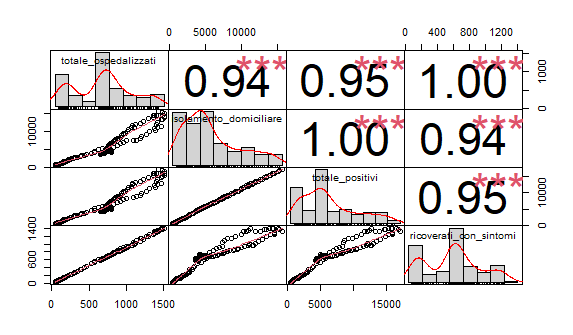 0 5000 10000
0 400 800 1200
totale_ospedalizzati
0.94 ***
0.95 ***
1.00 ***
0 1000
0 10000
isolamento_domiciliare
1.00 ***
0.94 ***
totale_positivi
0.95 ***
0 10000
0 600 1400
ricoverati_con_sintomi
0 500 1000 1500
0 5000 15000